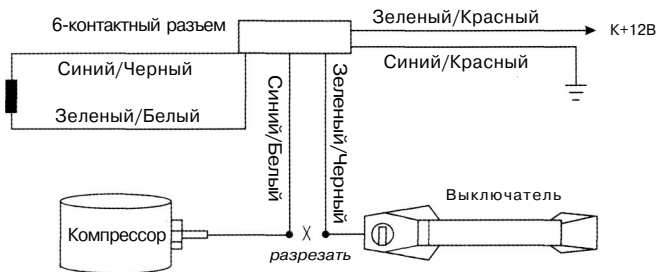 6-контактный разъем
Зеленый/Красный
К+12В
Синий/Черный
Синий/Красный
Зеленый/Белый
Синий/Белый
Зеленый/Черный
Выключатель
Компрессор
X
разрезать